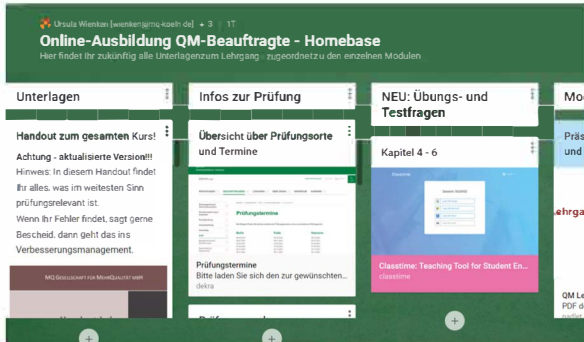 Ursula Wienken [wienken@mq-koeln de] + 3 1T
Online-Ausbildung QM-Beauftragte - Homebase
Hier findet Ihr zukünftig alle Unterlagenzum Lehrgang - zugeordnetzu den einzelnen Modulen
Unterlagen
Handout zum gesamten Kurs!
Achtung - aktualisierte Version!!!
Hinweis: In diesem Handout findet
Ihr alles, was im weitesten Sinn
prüfungsrelevant ist.
Wenn Ihr Fehler findet, sagt gerne
Bescheid. dann geht das ins
Verbesserungsmanagement.
MQ GESELLSCHAFT FÜR MEHRQUALITÄT MBH
Infos zur Prüfung
Übersicht über Prüfungsorte
und Termine
Prüfungstermine
Prüfungstermine
Bitte laden Sie sich den zur gewünschten...
dekra
NEU: Übungs- und
Testfragen
Kapitel 4 - 6
Classtime
Classtime: Teaching Tool for Student En...
classtime
Mo
Präs
und
ehrga
QM Le
PDF d